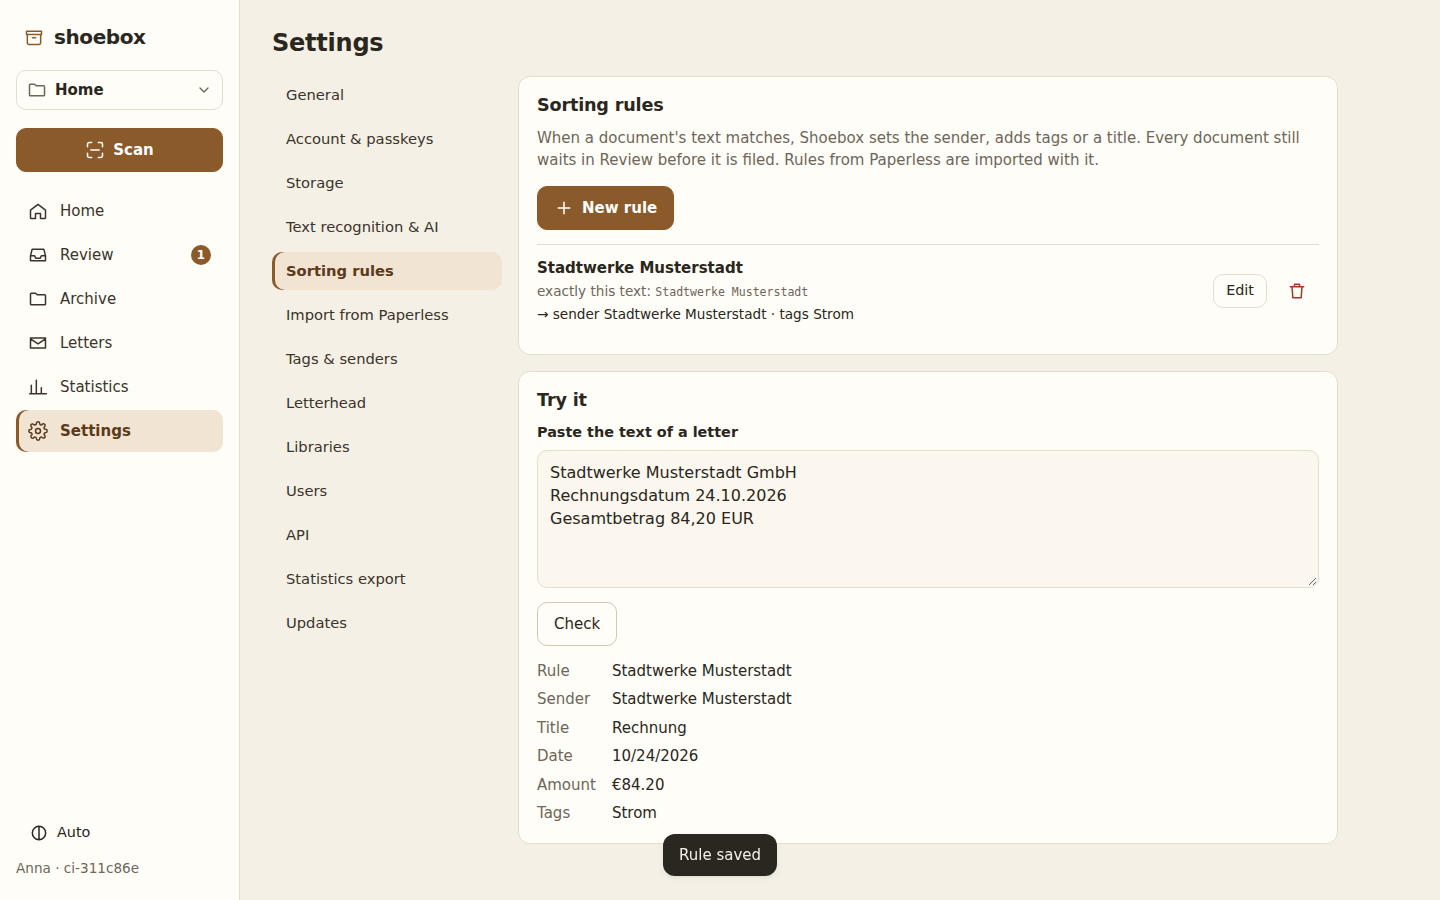 shoebox
Home
Scan
Home
Review 1
Archive
Letters
Statistics
Settings
Auto
Anna · ci-311c86e
Settings
General
Account & passkeys
Storage
Text recognition & AI
Sorting rules
Import from Paperless
Tags & senders
Letterhead
Libraries
Users
API
Statistics export
Updates
Sorting rules
When a document's text matches, Shoebox sets the sender, adds tags or a title. Every document still
waits in Review before it is filed. Rules from Paperless are imported with it.
New rule
Stadtwerke Musterstadt
exactly this text: Stadtwerke Musterstadt
→ sender Stadtwerke Musterstadt · tags Strom
Edit
Try it
Paste the text of a letter
Stadtwerke Musterstadt GmbH
Rechnungsdatum 24.10.2026
Gesamtbetrag 84,20 EUR
Check
Rule Stadtwerke Musterstadt
Sender Stadtwerke Musterstadt
Title Rechnung
Date 10/24/2026
Amount €84.20
Tags Strom
Rule saved